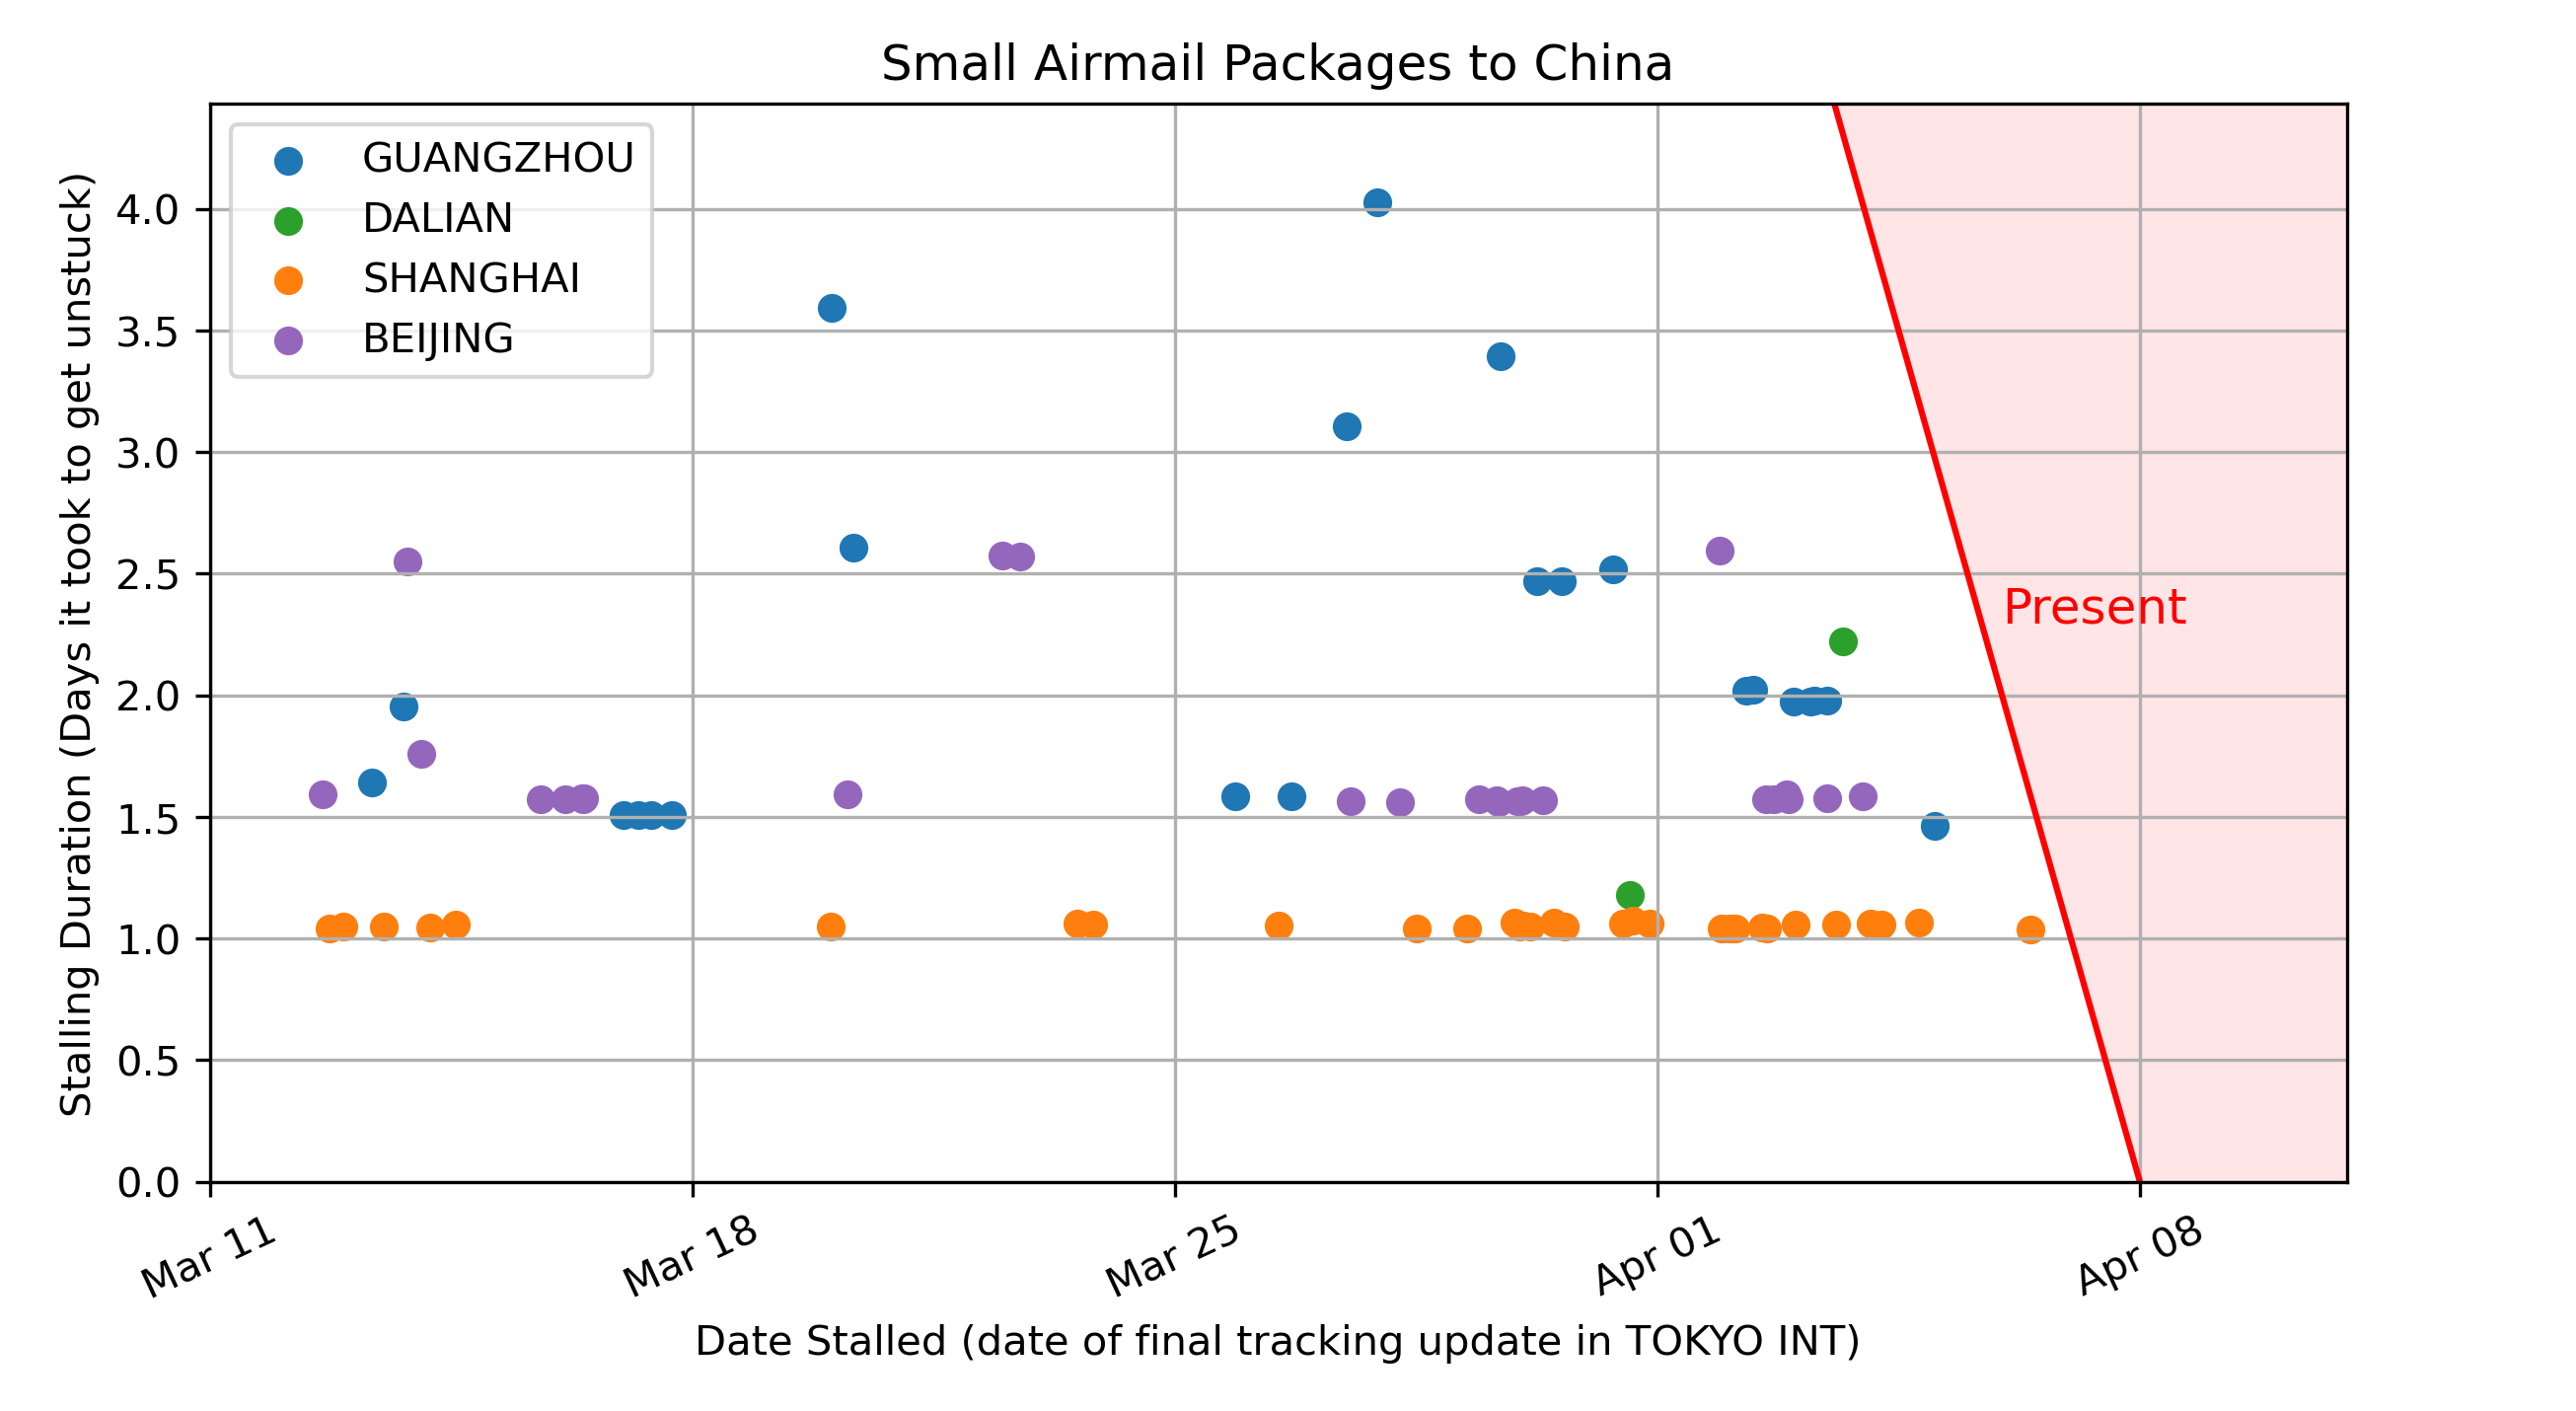 Small Airmail Packages to China
GUANGZHOU
DALIAN
SHANGHAI
BEIJING
Stalling Duration (Days it took to get unstuck)
4.0
3.5
3.0
2.5
2.0
1.5
1.0
0.5
0.0
Present
Mar 11
Mar 18
Mar 25
Apr 01
Apr 08
Date Stalled (date of final tracking update in TOKYO INT)